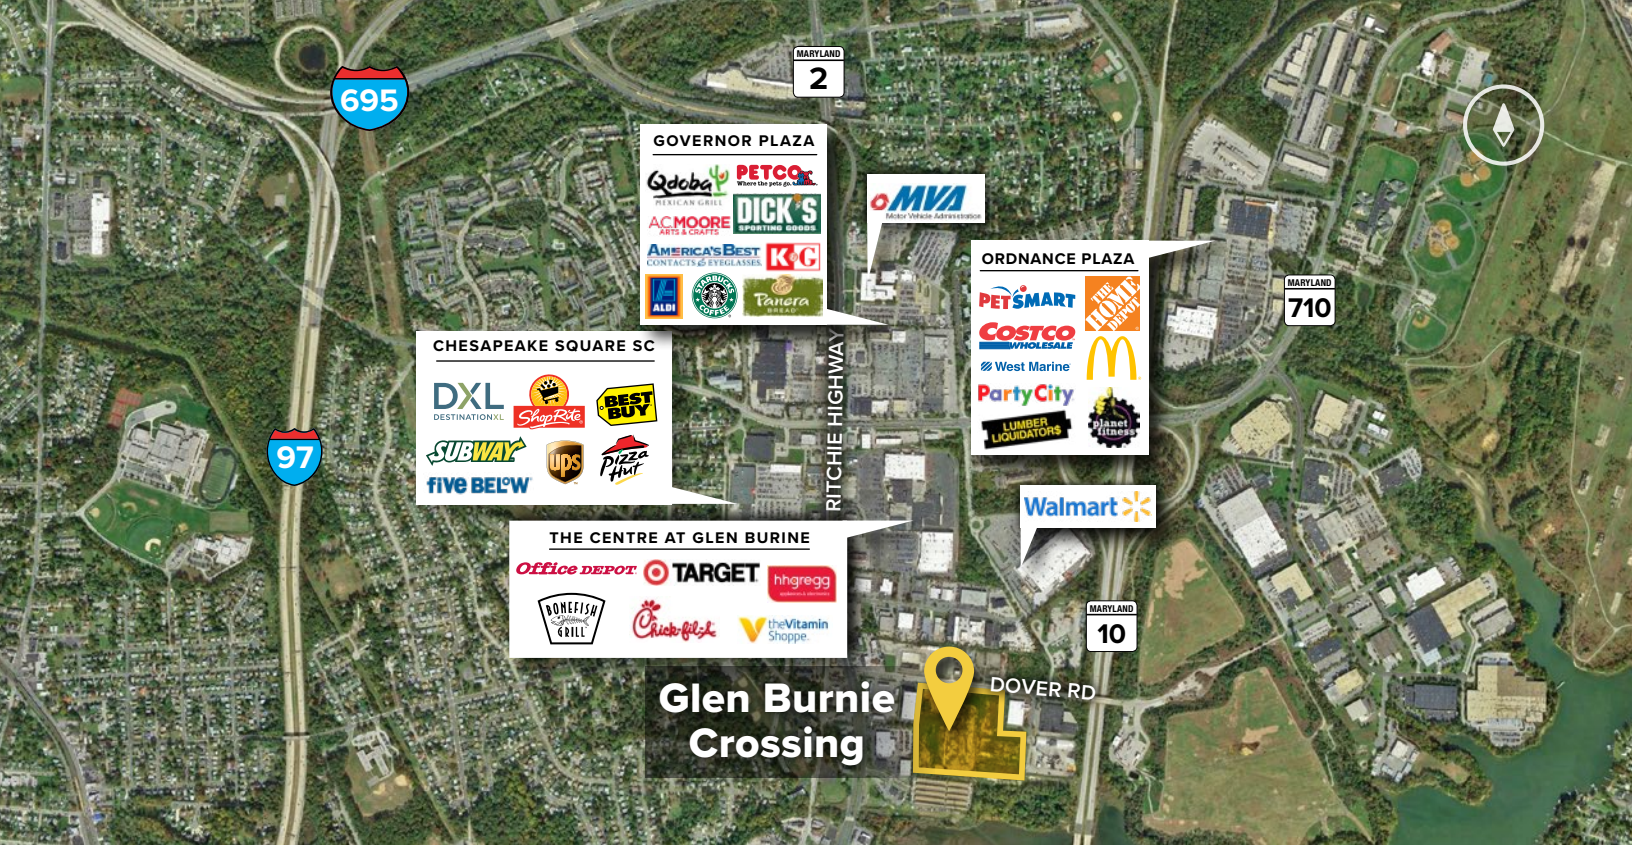 695
MARYLAND
2
GOVERNOR PLAZA
Qdoba
MEXICAN GRILL
PETCO
Where the pets go.
A.C. MOORE
ARTS & CRAFTS
DICK'S
SPORTING GOODS
AMERICA'S BEST
CONTACTS & EYEGLASSES
K&G
ALDI
STARBUCKS
COFFEE
Panera
BREAD
MVA
Motor Vehicle Administration
ORDNANCE PLAZA
PETSMART
THE
HOME
DEPOT
COSTCO
WHOLESALE
West Marine
Party City
LUMBER
LIQUIDATORS
planet
fitness
MARYLAND
710
CHESAPEAKE SQUARE SC
DXL
DESTINATIONXL
ShopRite
BEST
BUY
SUBWAY
ups
Pizza
Hut
five BEL°W
RITCHIE HIGHWAY
97
Walmart
THE CENTRE AT GLEN BURINE
Office DEPOT
TARGET
hhgregg
appliances & electronics
BONEFISH
GRILL
Chick-fil-A
theVitamin
Shoppe
MARYLAND
10
DOVER RD
Glen Burnie
Crossing